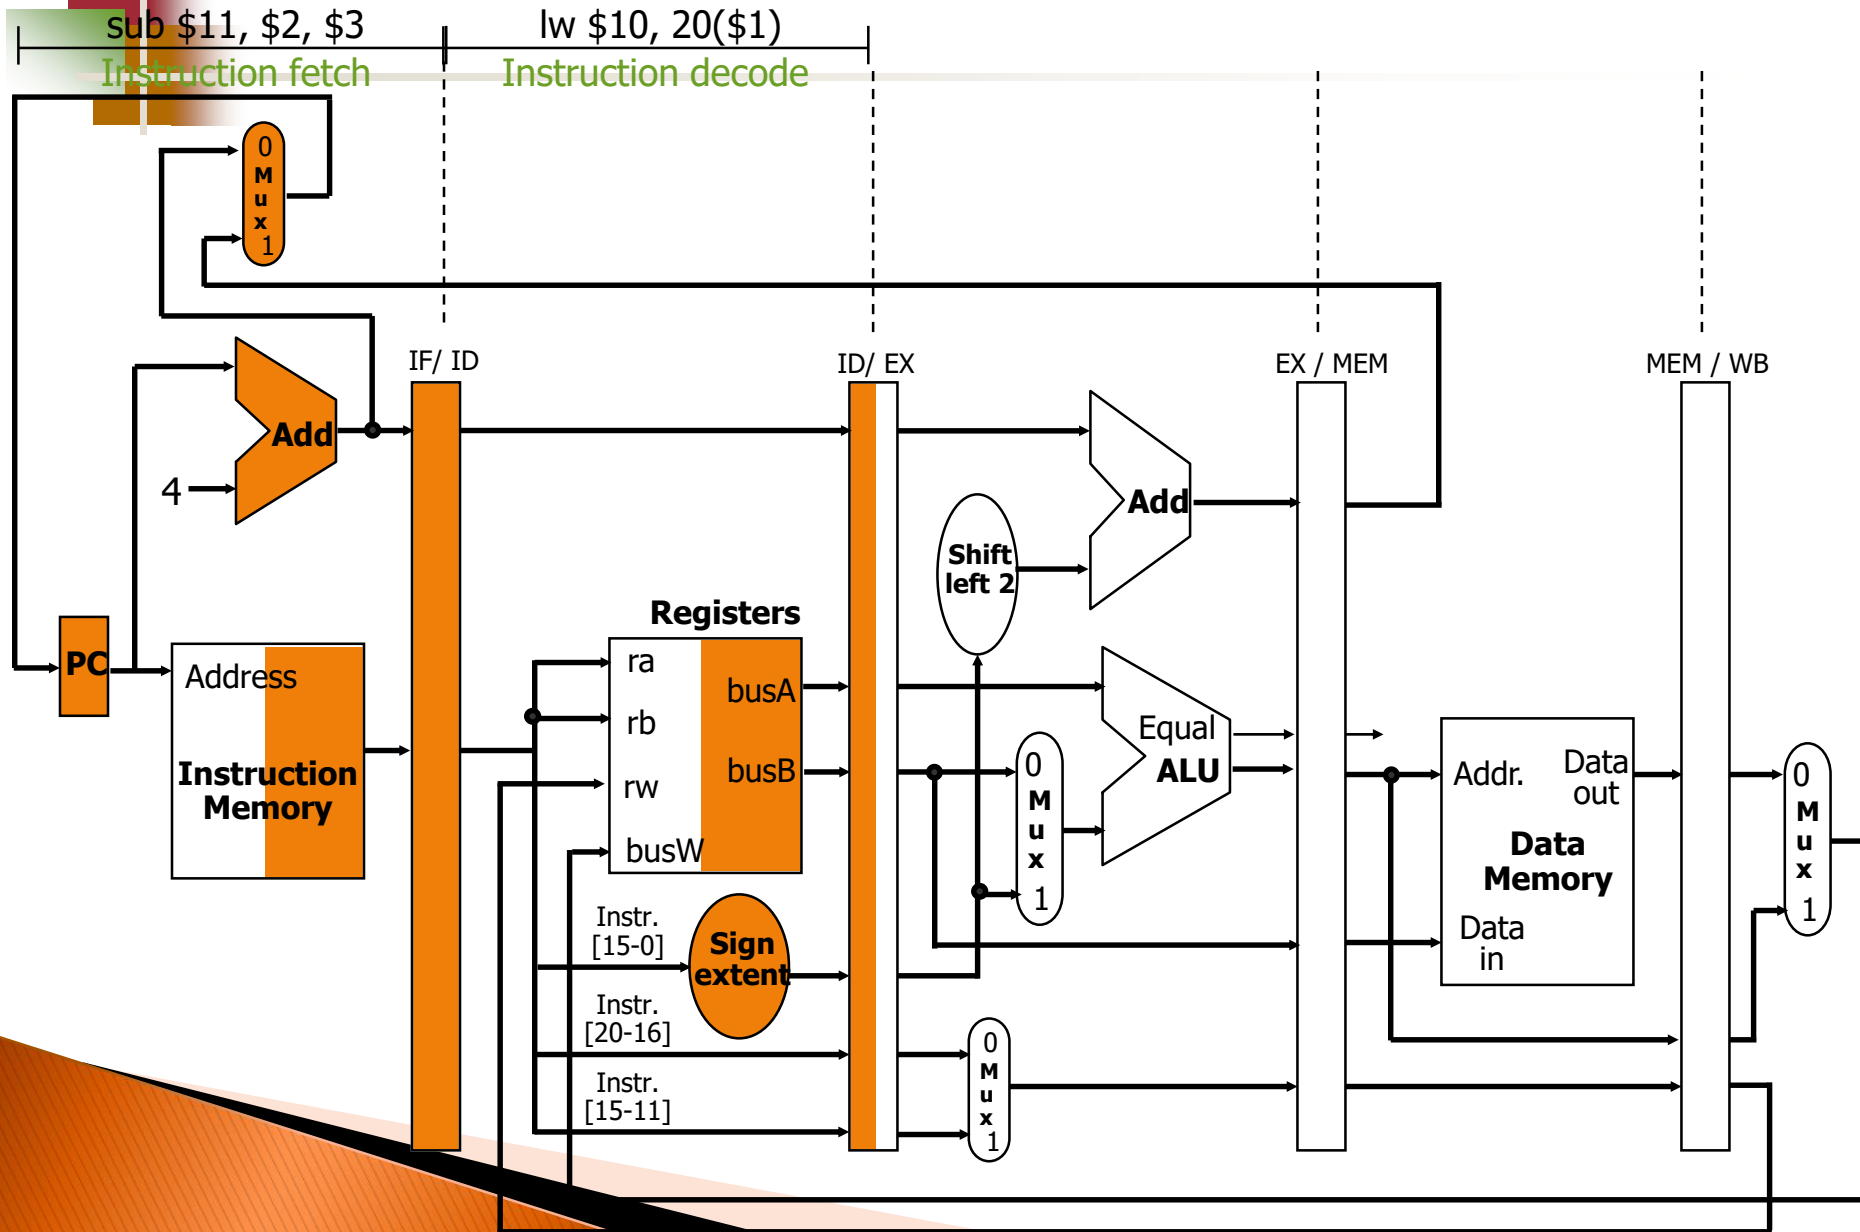 sub $11, $2, $3
lw $10, 20($1)
Instruction fetch
Instruction decode
0
M
u
x
1
IF/ ID
ID/ EX
EX / MEM
MEM / WB
Add
4
Add
Shift
left 2
Registers
PC
Address
Instruction
Memory
ra
rb
rw
busW
busA
busB
0
M
u
x
1
Equal
ALU
Addr.
Data
out
Data
Memory
Data
in
0
M
u
x
1
Instr.
[15-0]
Sign
extent
Instr.
[20-16]
Instr.
[15-11]
0
M
u
x
1